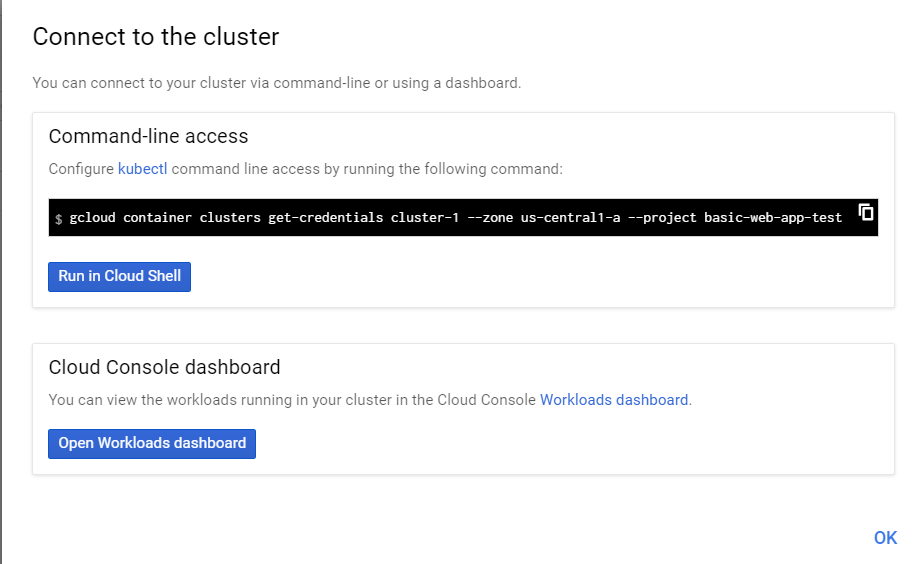 Connect to the cluster
You can connect to your cluster via command-line or using a dashboard.
Command-line access
Configure kubectl command line access by running the following command:
$ gcloud container clusters get-credentials cluster-1 --zone us-central1-a --project basic-web-app-test
Run in Cloud Shell
Cloud Console dashboard
You can view the workloads running in your cluster in the Cloud Console Workloads dashboard.
Open Workloads dashboard
OK